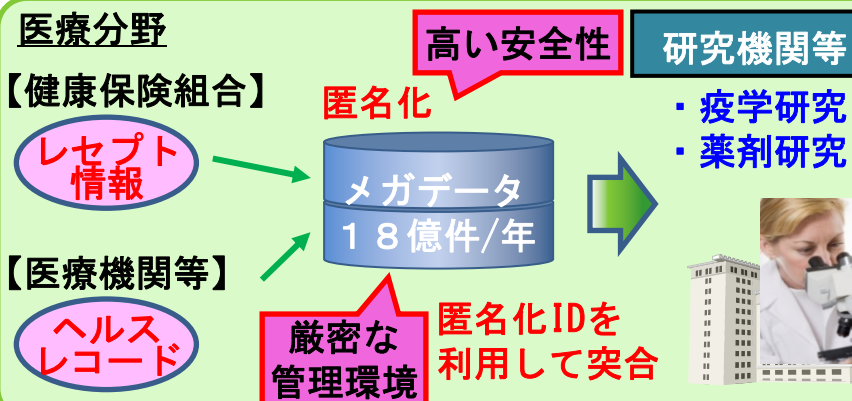 医療分野
高い安全性
研究機関等
【健康保険組合】
匿名化
・疫学研究
・薬剤研究
レセプト
情報
メガデータ
１８億件/年
【医療機関等】
ヘルス
レコード
厳密な
管理環境
匿名化IDを
利用して突合